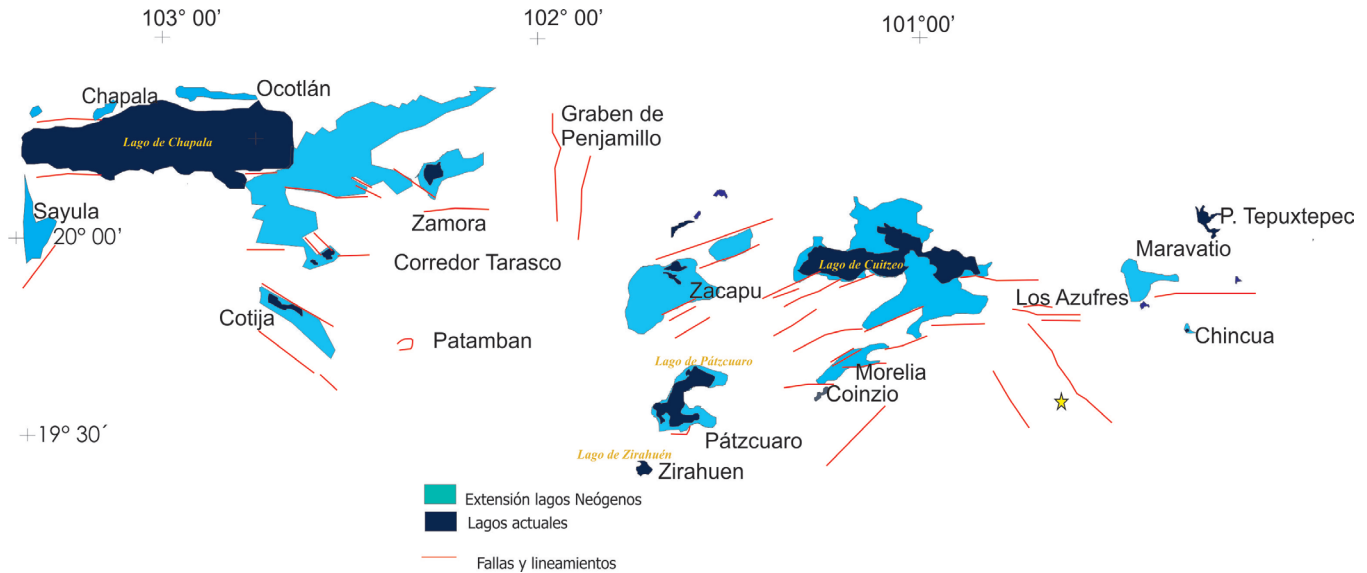 103° 00’
102° 00’
101°00’
Chapala
Ocotlán
Lago de Chapala
Graben de
Penjamillo
Sayula
20° 00’
Zamora
Corredor Tarasco
Cotija
Patamban
Zacapu
Lago de Cuitzeo
P. Tepuxtepec
Maravatio
Los Azufres
Chincua
Lago de Pátzcuaro
Morelia
Coinzio
19° 30´
Pátzcuaro
Lago de Zirahuén
Zirahuen
Extensión lagos Neógenos
Lagos actuales
Fallas y lineamientos